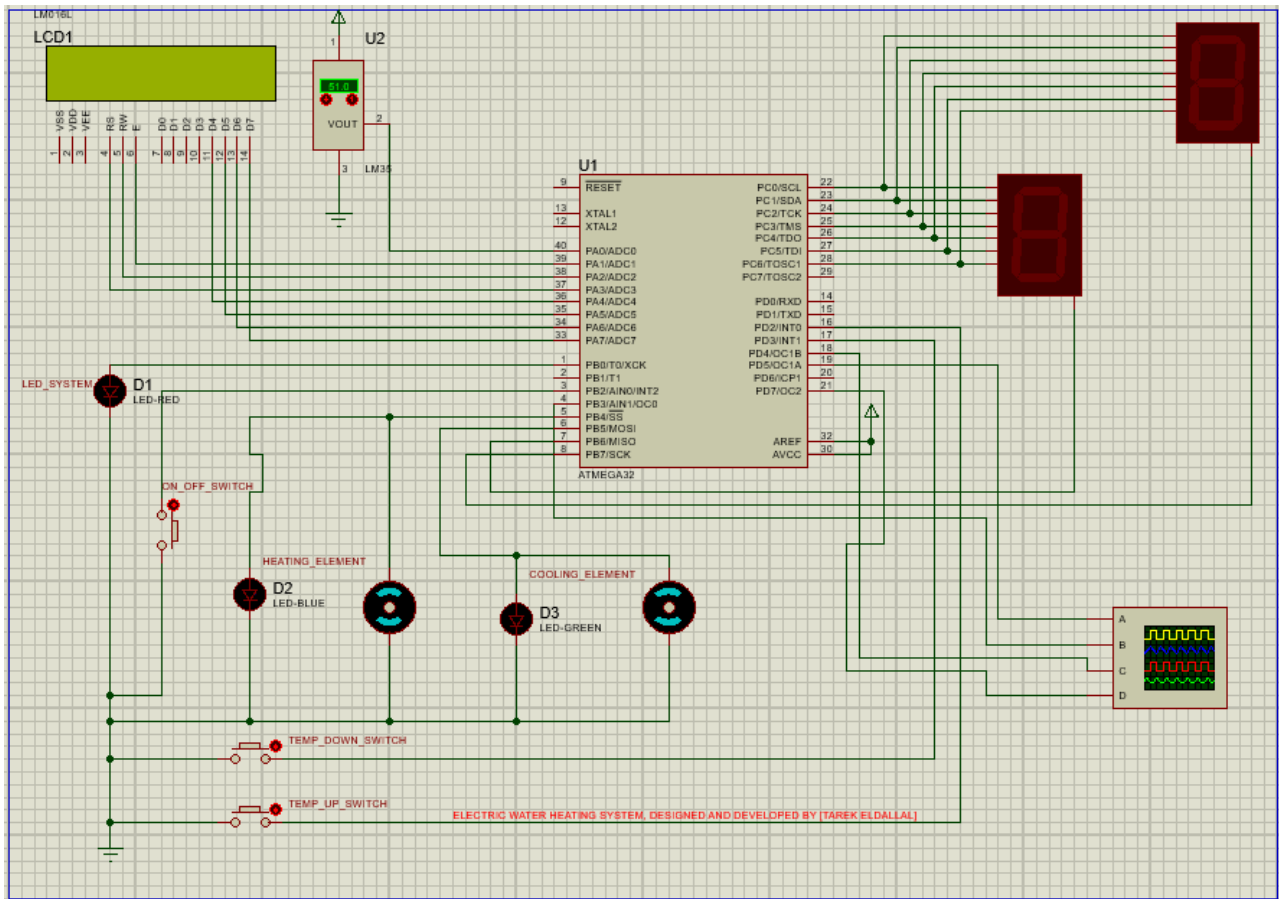 LM016L
LCD1
VSS
VDD
VEE
RS
RW
E
D0
D1
D2
D3
D4
D5
D6
D7
1
2
3
4
5
6
7
8
9
10
11
12
13
14
U2
1
51.0
VOUT
2
3
LM35
U1
9 RESET
13 XTAL1
12 XTAL2
40 PA0/ADC0
39 PA1/ADC1
38 PA2/ADC2
37 PA3/ADC3
36 PA4/ADC4
35 PA5/ADC5
34 PA6/ADC6
33 PA7/ADC7
1 PB0/T0/XCK
2 PB1/T1
3 PB2/AIN0/INT2
4 PB3/AIN1/OC0
5 PB4/SS
6 PB5/MOSI
7 PB6/MISO
8 PB7/SCK
PC0/SCL 22
PC1/SDA 23
PC2/TCK 24
PC3/TMS 25
PC4/TDO 26
PC5/TDI 27
PC6/TOSC1 28
PC7/TOSC2 29
PD0/RXD 14
PD1/TXD 15
PD2/INT0 16
PD3/INT1 17
PD4/OC1B 18
PD5/OC1A 19
PD6/ICP1 20
PD7/OC2 21
AREF 32
AVCC 30
ATMEGA32
LED_SYSTEM
D1
LED-RED
ON_OFF_SWITCH
HEATING_ELEMENT
D2
LED-BLUE
COOLING_ELEMENT
D3
LED-GREEN
A
B
C
D
TEMP_DOWN_SWITCH
TEMP_UP_SWITCH
ELECTRIC WATER HEATING SYSTEM, DESIGNED AND DEVELOPED BY [TAREK ELDALLAL]